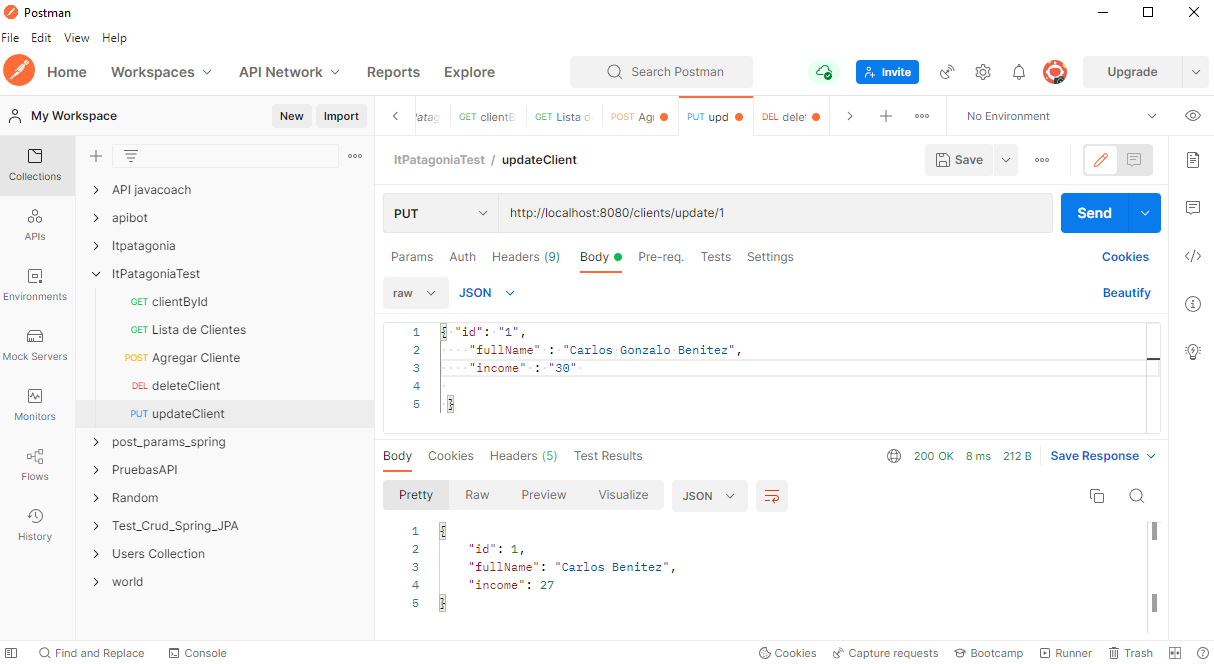 Postman
File Edit View Help
Home Workspaces API Network Reports Explore Search Postman Invite Upgrade
My Workspace New Import
GET clientB GET Lista d POST Agr PUT upd DEL delet No Environment
Collections
APIs
Environments
Mock Servers
Monitors
Flows
History
API javacoach
apibot
Itpatagonia
ItPatagoniaTest
GET clientById
GET Lista de Clientes
POST Agregar Cliente
DEL deleteClient
PUT updateClient
post_params_spring
PruebasAPI
Random
Test_Crud_Spring_JPA
Users Collection
world
ItPatagoniaTest / updateClient Save
PUT http://localhost:8080/clients/update/1 Send
Params Auth Headers (9) Body Pre-req. Tests Settings Cookies
raw JSON Beautify
1 { "id": "1",
2 "fullName" : "Carlos Gonzalo Benitez",
3 "income" : "30"
4
5 }
Body Cookies Headers (5) Test Results 200 OK 8 ms 212 B Save Response
Pretty Raw Preview Visualize JSON
1 {
2 "id": 1,
3 "fullName": "Carlos Benitez",
4 "income": 27
5 }
Find and Replace Console Cookies Capture requests Bootcamp Runner Trash